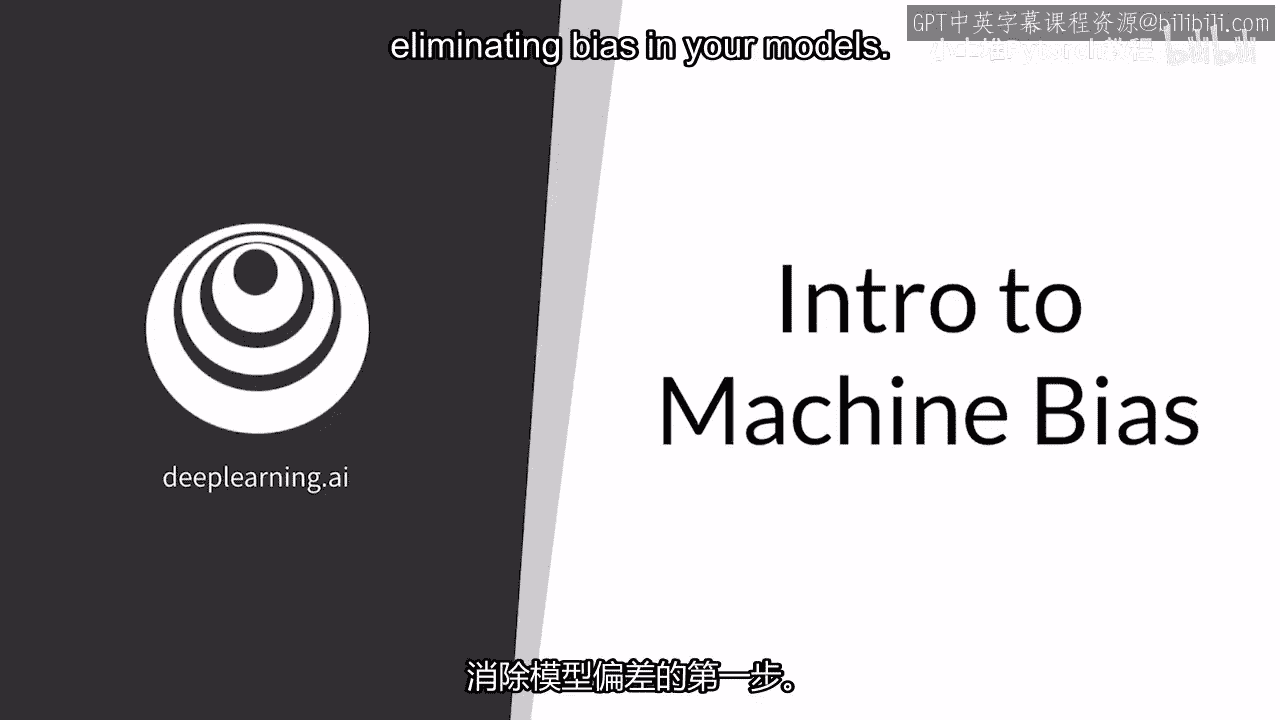 GPT中英字幕课程资源@bilibili.com
eliminating bias in your models.
Intro to
Machine Bias
deeplearning.ai
消除模型偏差的第一步。